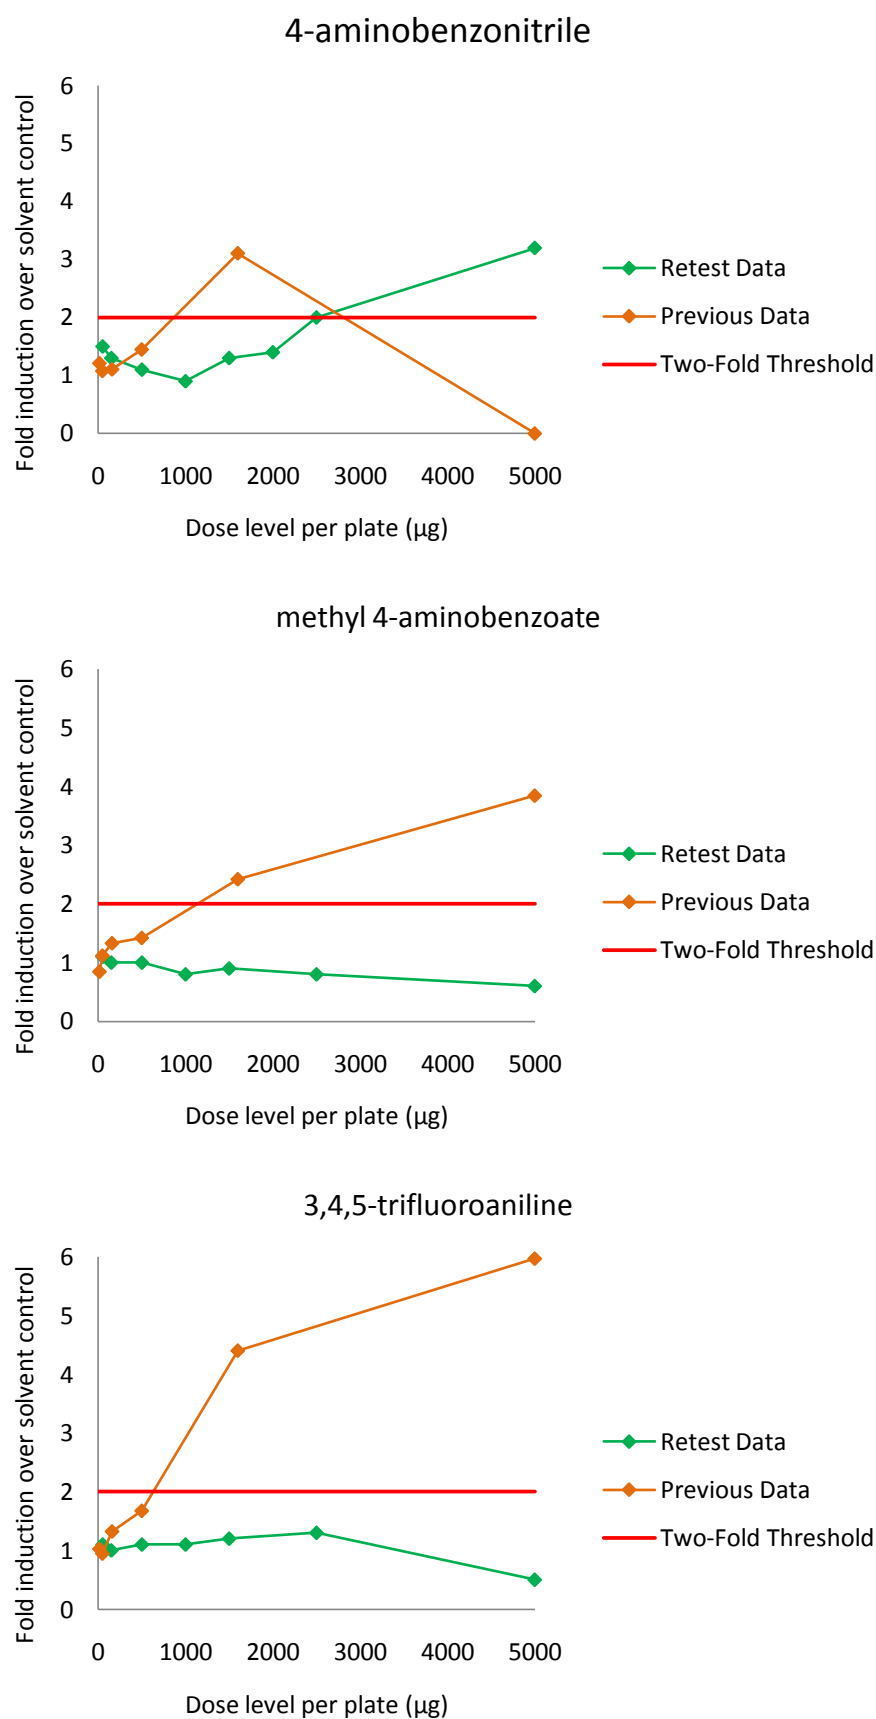 4-aminobenzonitrile
Fold induction over solvent control
6
5
4
3
2
1
0
0 1000 2000 3000 4000 5000
Dose level per plate (µg)
Retest Data
Previous Data
Two-Fold Threshold
methyl 4-aminobenzoate
Fold induction over solvent control
6
5
4
3
2
1
0
0 1000 2000 3000 4000 5000
Dose level per plate (µg)
Retest Data
Previous Data
Two-Fold Threshold
3,4,5-trifluoroaniline
Fold induction over solvent control
6
5
4
3
2
1
0
0 1000 2000 3000 4000 5000
Dose level per plate (µg)
Retest Data
Previous Data
Two-Fold Threshold